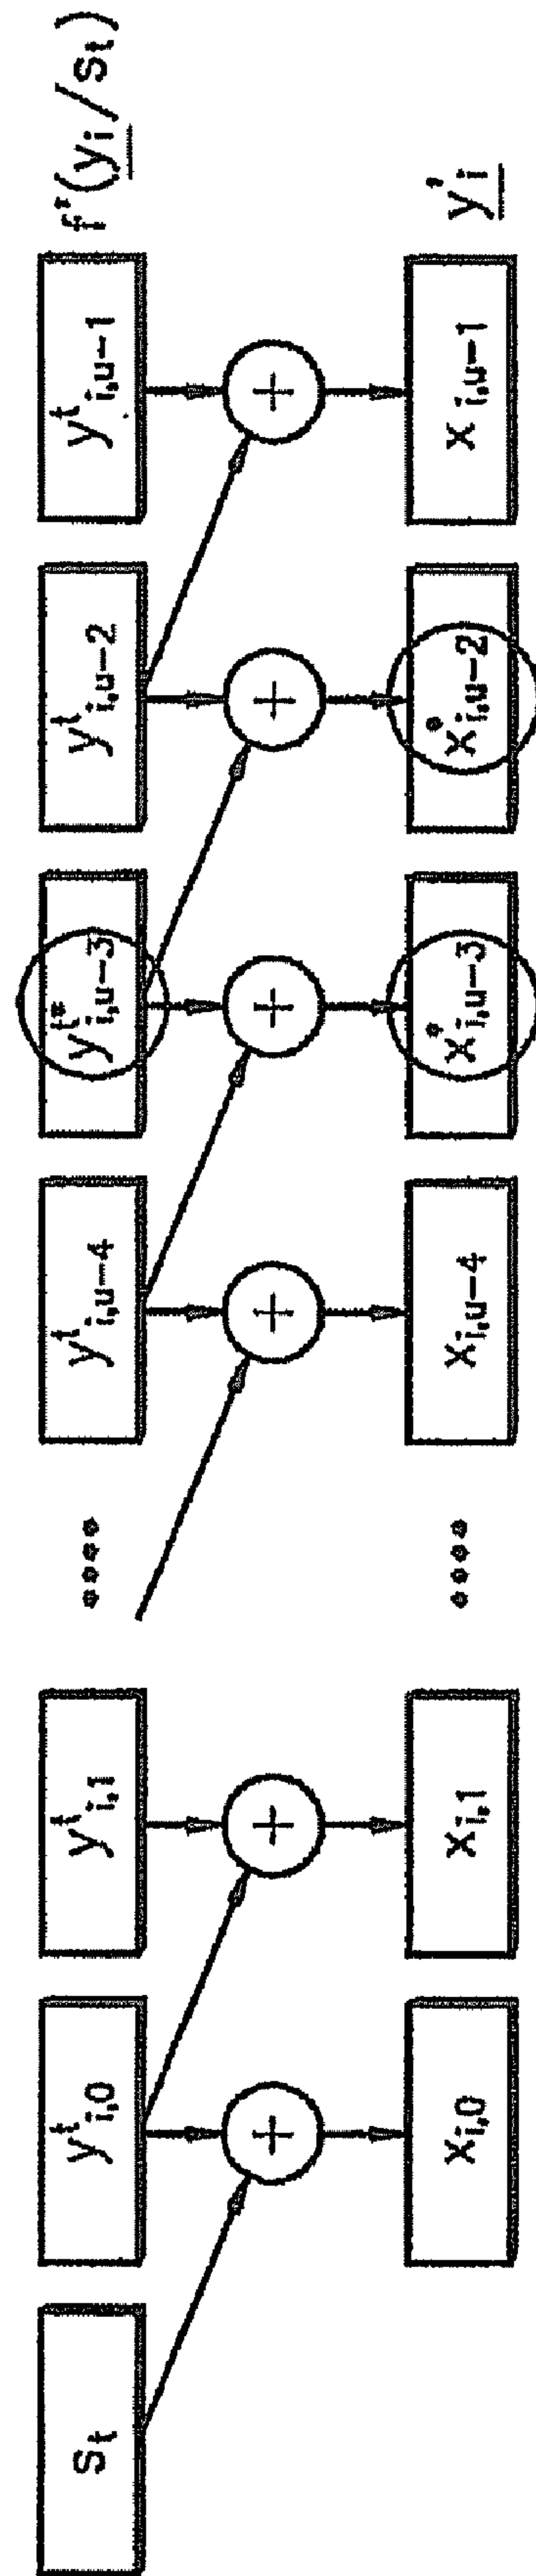 S_t y^t_{i,0} y^t_{i,1} •••• y^t_{i,u-4} y^{t*}_{i,u-3} y^t_{i,u-2} y^t_{i,u-1} f^*(y_i/S_t)
+ + + + + +
x_{i,0} x_{i,1} •••• x_{i,u-4} x^*_{i,u-3} x^*_{i,u-2} x_{i,u-1} y'_i